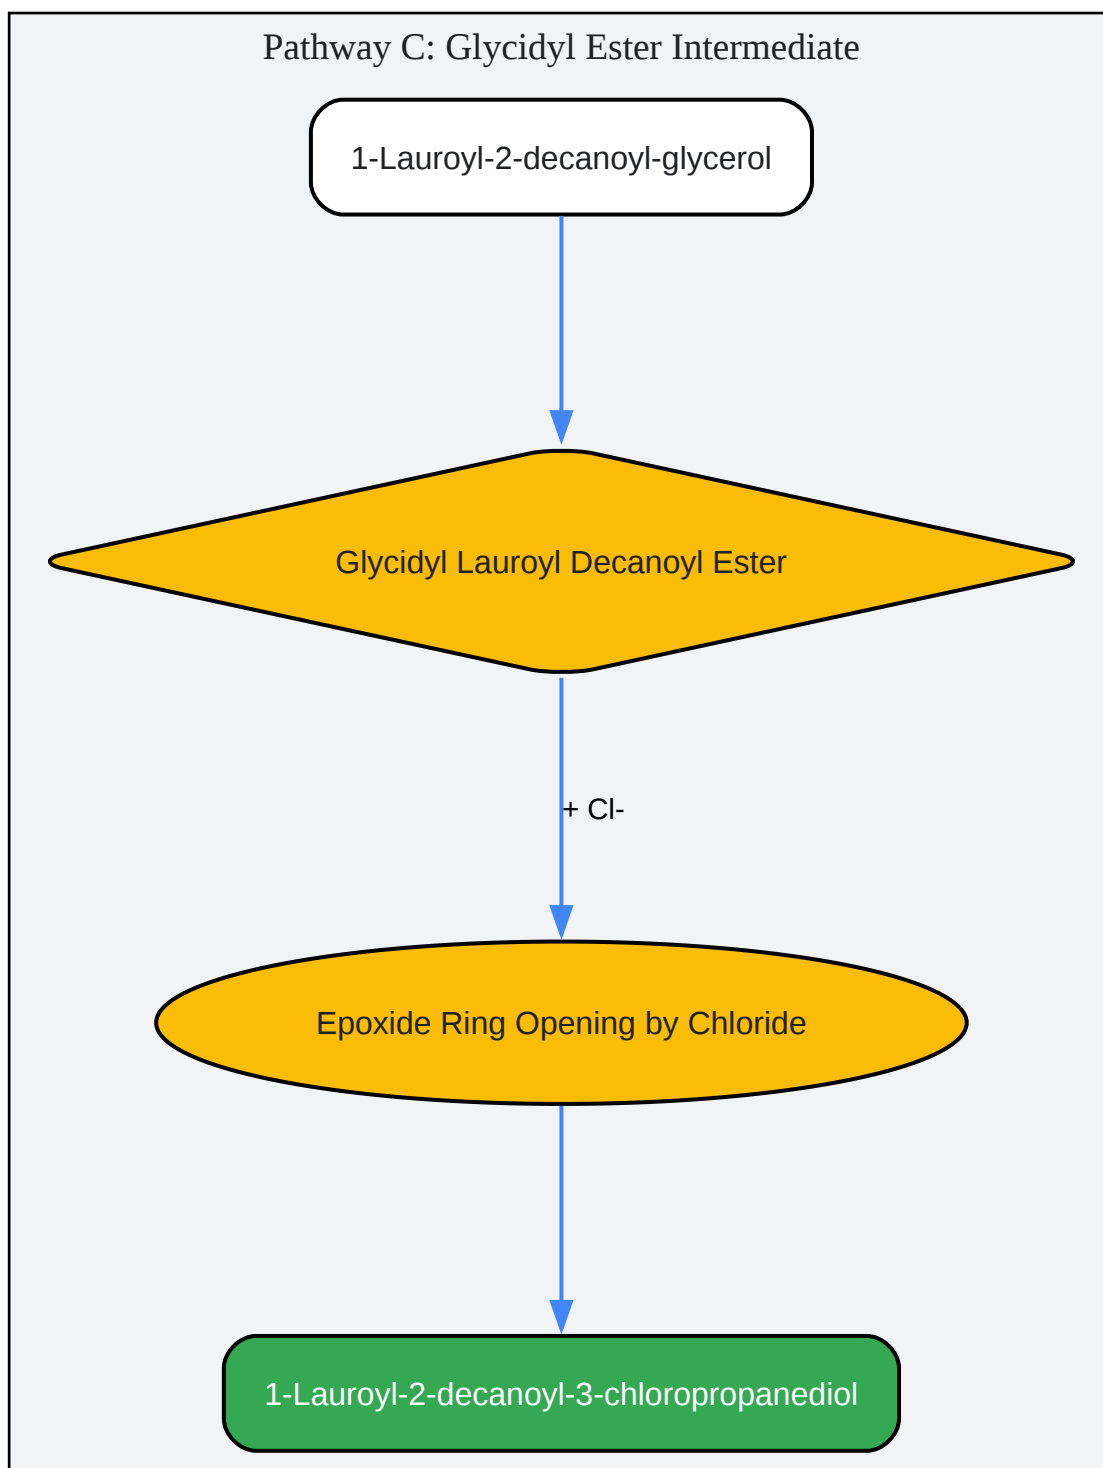 Pathway C: Glycidyl Ester Intermediate
1-Lauroyl-2-decanoyl-glycerol
Glycidyl Lauroyl Decanoyl Ester
+ Cl-
Epoxide Ring Opening by Chloride
1-Lauroyl-2-decanoyl-3-chloropropanediol